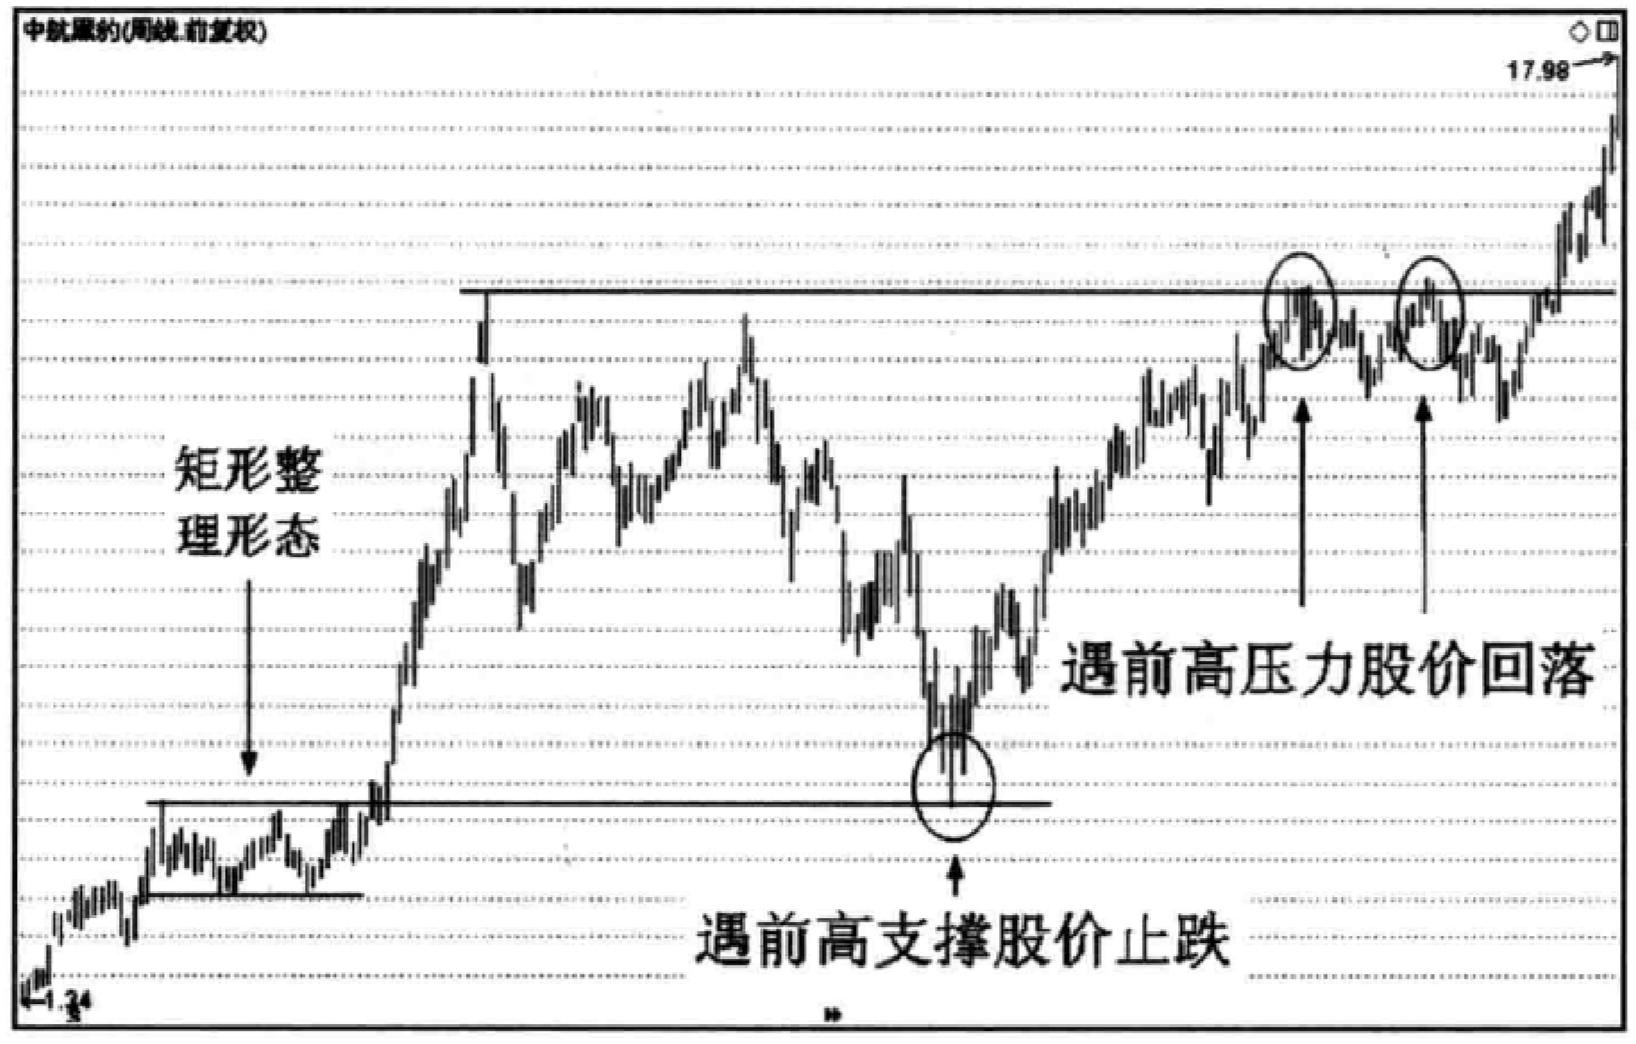 中航黑豹(周线.前复权)
17.98
矩形整
理形态
遇前高压力股价回落
遇前高支撑股价止跌
1.24